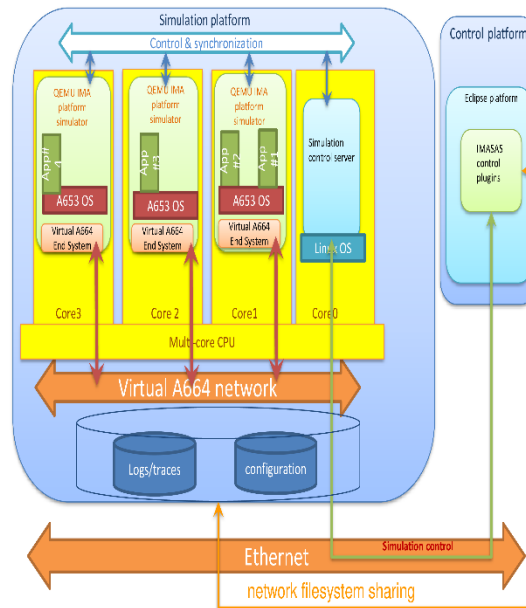 Simulation platform
Control & synchronization
Control platform
QEMU IMA
platform
simulator
QEMU IMA
platform
simulator
QEMU IMA
platform
simulator
Simulation
control server
Eclipse platform
IMASA5
control
plugins
App#
4
App
#3
App
#2
App
#1
A653 OS
A653 OS
A653 OS
Virtual A664
End System
Virtual A664
End System
Virtual A664
End System
Linux OS
Core3
Core 2
Core1
Core0
Multi-core CPU
Virtual A664 network
Logs/traces
configuration
Simulation control
Ethernet
network filesystem sharing